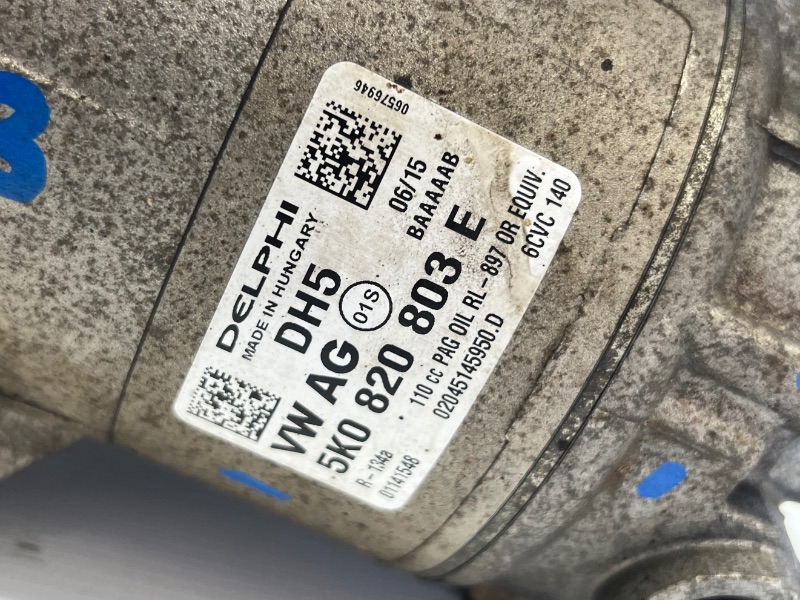 06576946
DELPHI
MADE IN HUNGARY
06/15
BAAAAAB
DH5
01S
VW AG
5K0 820 803 E
R-134a
110 cc PAG OIL RL-897 OR EQUIV.
01141548
02045145950.D
6CVC 140
B